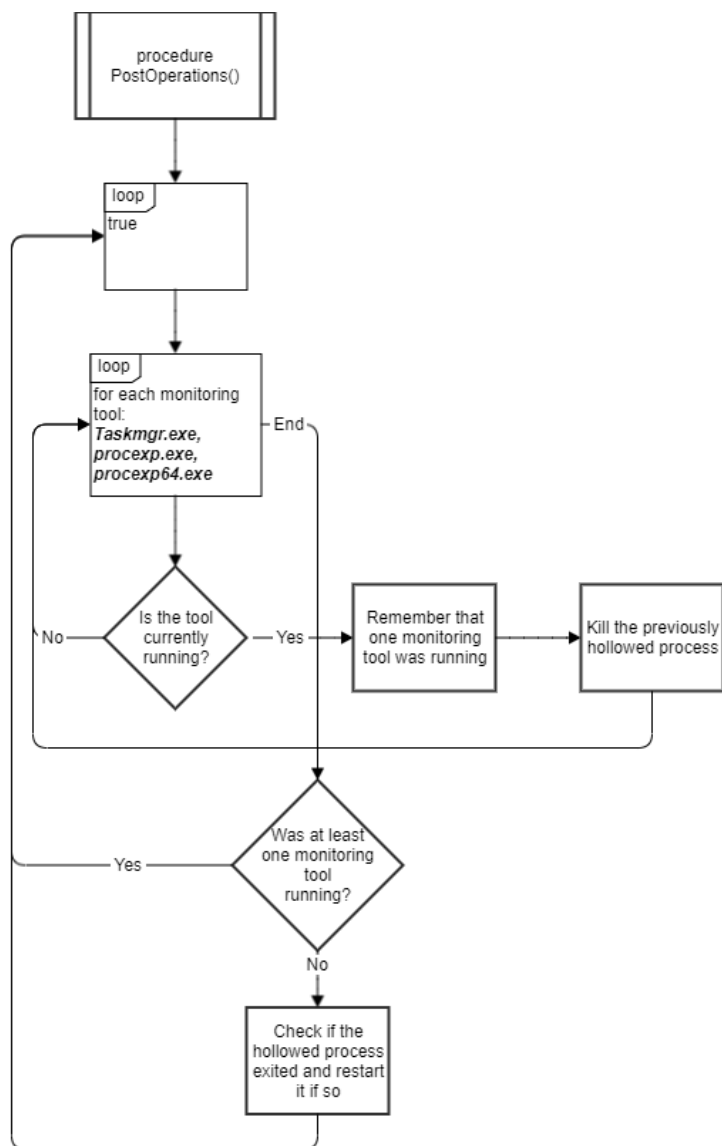 procedure
PostOperations()
loop
true
loop
for each monitoring
tool:
Taskmgr.exe,
procexp.exe,
procexp64.exe
End
Is the tool
currently
running?
No
Yes
Remember that
one monitoring
tool was running
Kill the previously
hollowed process
Was at least
one monitoring
tool
running?
Yes
No
Check if the
hollowed process
exited and restart
it if so